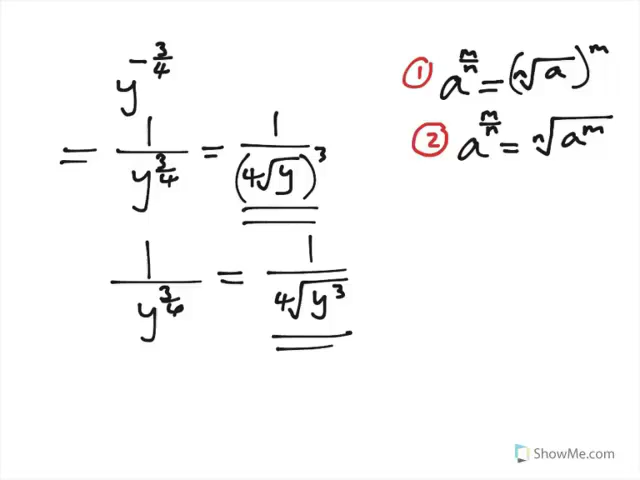 y^{-3/4}
= 1/y^{3/4} = 1/(⁴√y)³
1/y^{3/4} = 1/⁴√y³
① a^{m/n} = (ⁿ√a)^m
② a^{m/n} = ⁿ√a^m
ShowMe.com